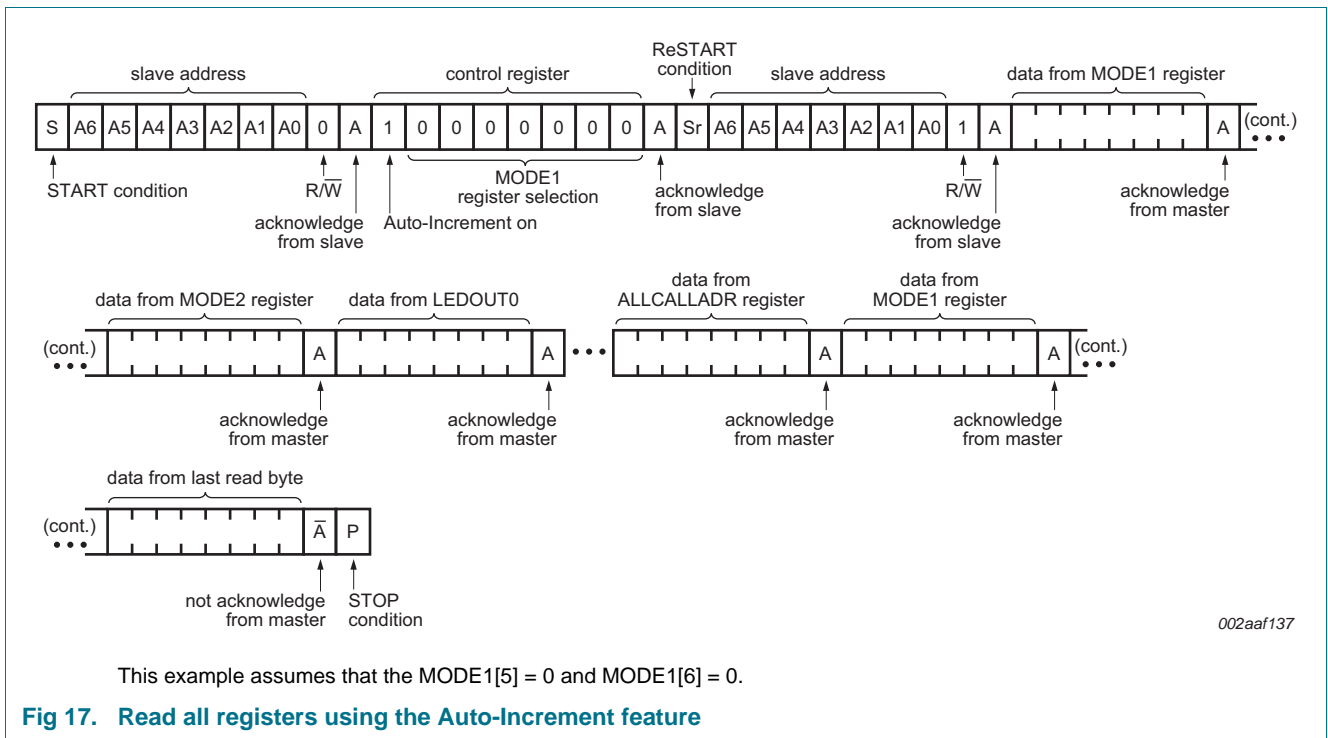 ReSTART
condition
slave address
control register
slave address
data from MODE1 register
S A6 A5 A4 A3 A2 A1 A0 0 A 1 0 0 0 0 0 0 0 A Sr A6 A5 A4 A3 A2 A1 A0 1 A A (cont.)
START condition
R/W̅
MODE1
register selection
acknowledge
from slave
R/W̅
acknowledge
from master
acknowledge
from slave
Auto-Increment on
acknowledge
from slave
data from MODE2 register
data from LEDOUT0
data from
ALLCALLADR register
data from
MODE1 register
(cont.) A A A A (cont.)
acknowledge
from master
acknowledge
from master
acknowledge
from master
acknowledge
from master
data from last read byte
(cont.) A̅ P
not acknowledge
from master
STOP
condition
002aaf137
This example assumes that the MODE1[5] = 0 and MODE1[6] = 0.
Fig 17. Read all registers using the Auto-Increment feature